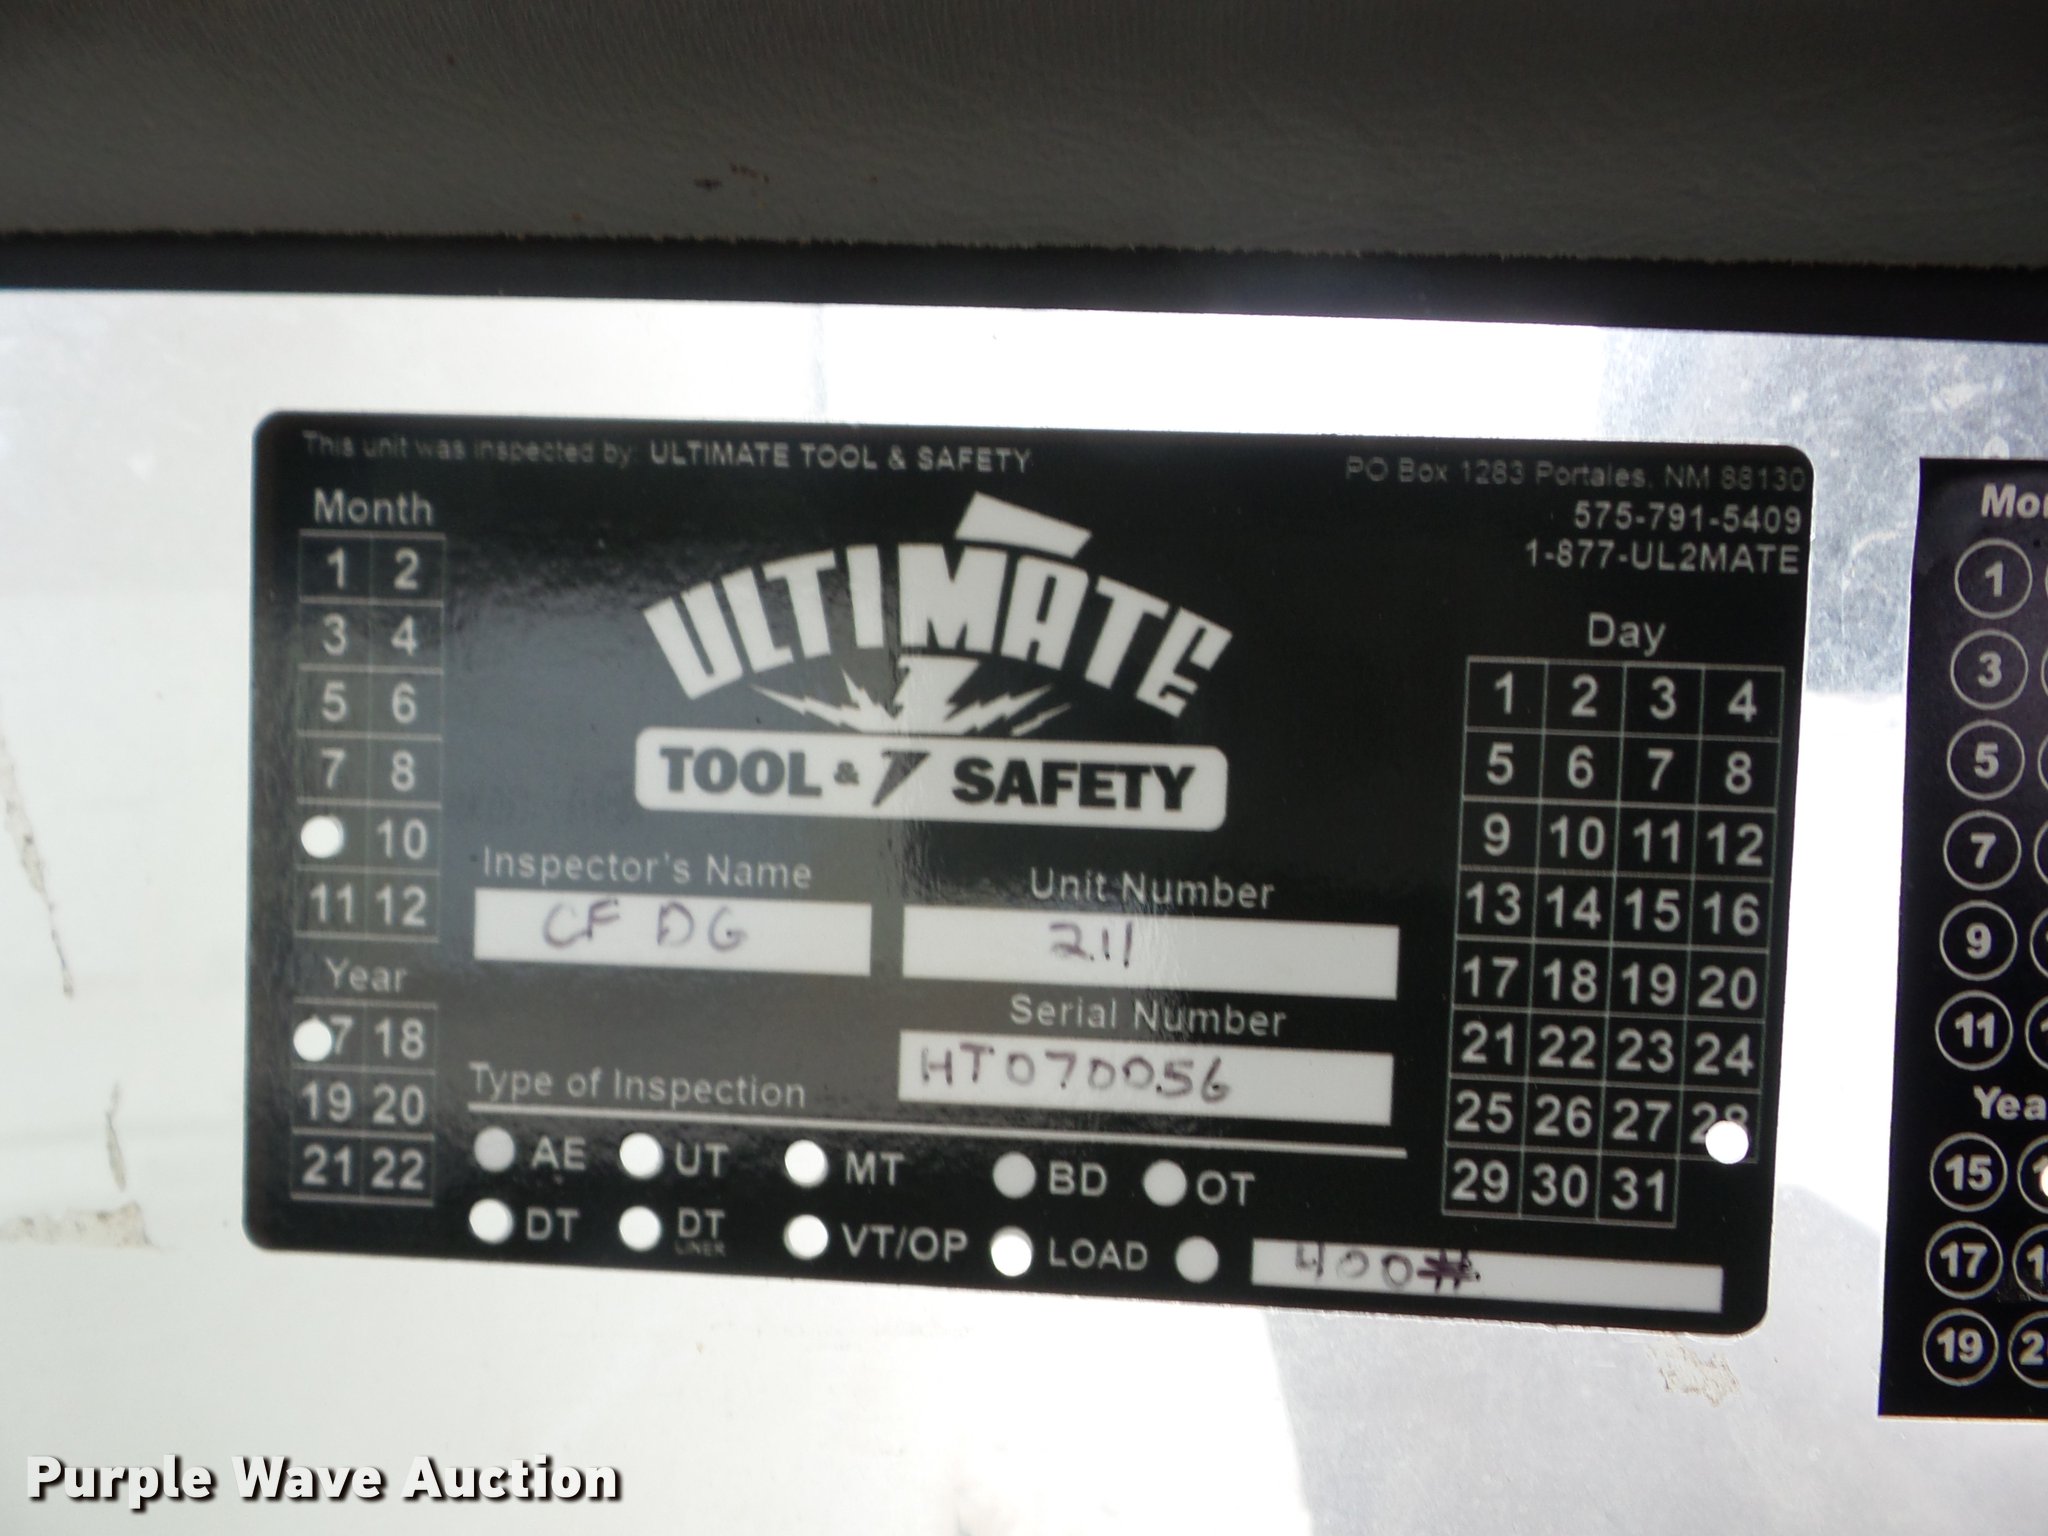 This unit was inspected by: ULTIMATE TOOL & SAFETY
PO Box 1283 Portales, NM 88130
575-791-5409
1-877-UL2MATE
Month
1 2
3 4
5 6
7 8
10
11 12
Year
17 18
19 20
21 22
ULTIMATE
TOOL & SAFETY
Inspector's Name
CF DG
Unit Number
211
Serial Number
HT070056
Type of Inspection
AE UT MT BD OT
DT DT LINER VT/OP LOAD 400#
Day
1 2 3 4
5 6 7 8
9 10 11 12
13 14 15 16
17 18 19 20
21 22 23 24
25 26 27 28
29 30 31
1
3
5
7
9
11
15
17
19
Purple Wave Auction